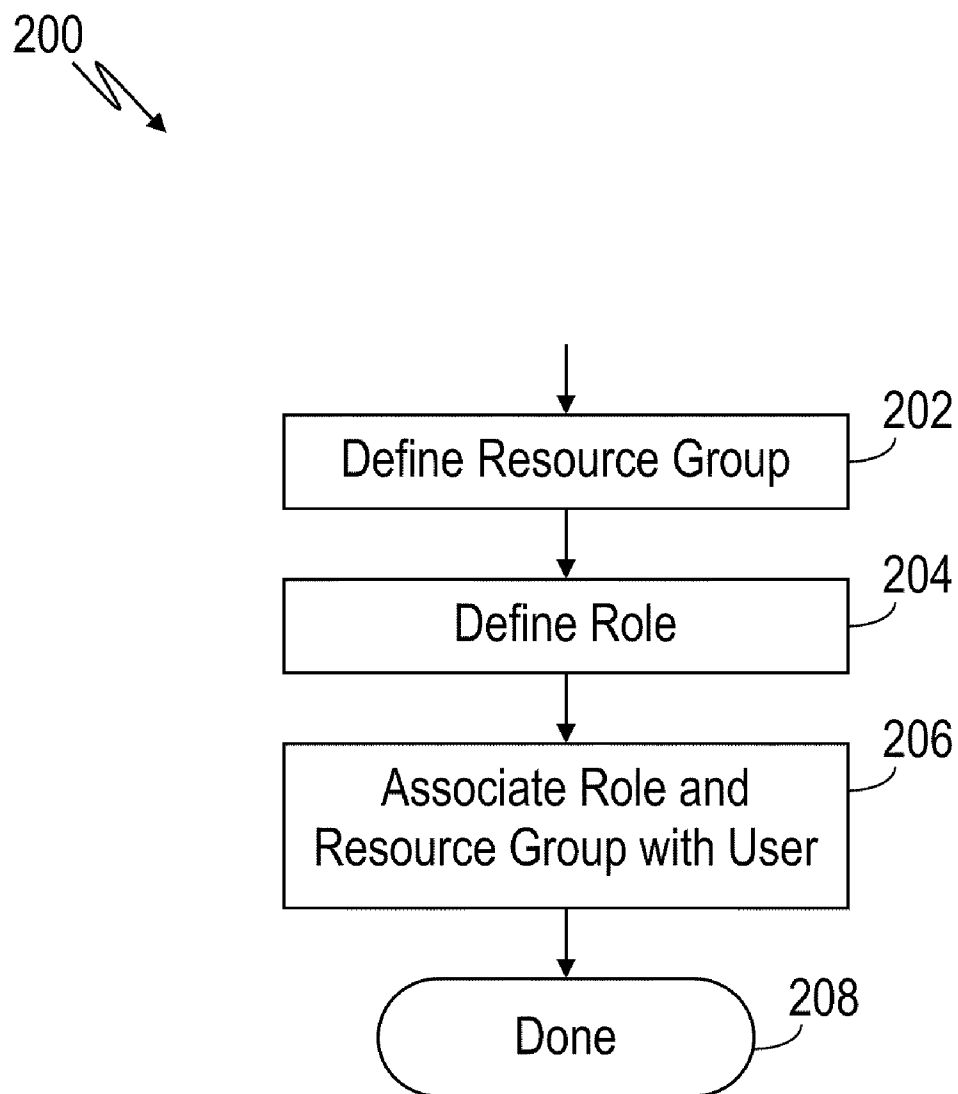 200
202
Define Resource Group
204
Define Role
206
Associate Role and
Resource Group with User
208
Done